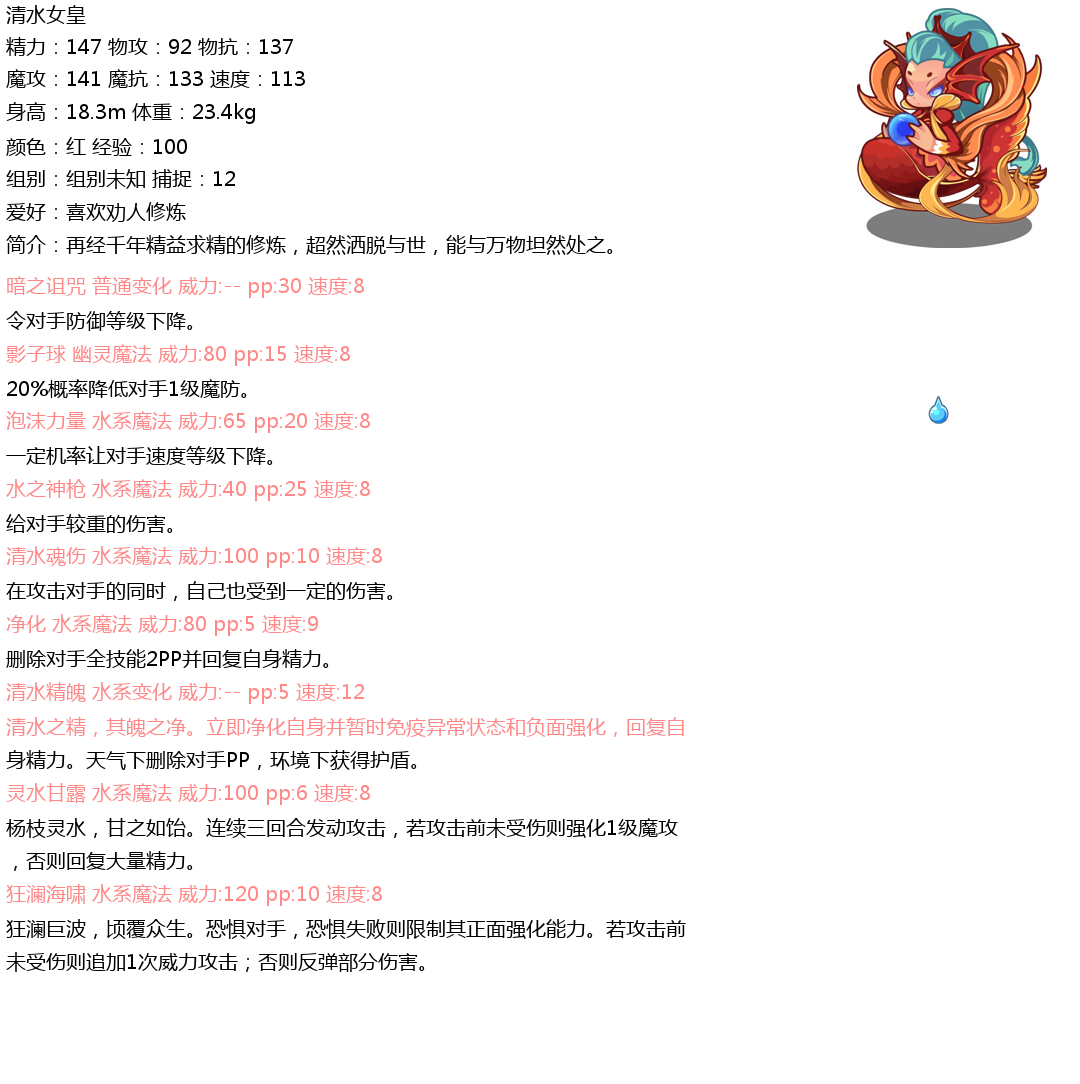 清水女皇
精力：147 物攻：92 物抗：137
魔攻：141 魔抗：133 速度：113
身高：18.3m 体重：23.4kg
颜色：红 经验：100
组别：组别未知 捕捉：12
爱好：喜欢劝人修炼
简介：再经千年精益求精的修炼，超然洒脱与世，能与万物坦然处之。
暗之诅咒 普通变化 威力:-- pp:30 速度:8
令对手防御等级下降。
影子球 幽灵魔法 威力:80 pp:15 速度:8
20%概率降低对手1级魔防。
泡沫力量 水系魔法 威力:65 pp:20 速度:8
一定机率让对手速度等级下降。
水之神枪 水系魔法 威力:40 pp:25 速度:8
给对手较重的伤害。
清水魂伤 水系魔法 威力:100 pp:10 速度:8
在攻击对手的同时，自己也受到一定的伤害。
净化 水系魔法 威力:80 pp:5 速度:9
删除对手全技能2PP并回复自身精力。
清水精魄 水系变化 威力:-- pp:5 速度:12
清水之精，其魄之净。立即净化自身并暂时免疫异常状态和负面强化，回复自
身精力。天气下删除对手PP，环境下获得护盾。
灵水甘露 水系魔法 威力:100 pp:6 速度:8
杨枝灵水，甘之如饴。连续三回合发动攻击，若攻击前未受伤则强化1级魔攻
，否则回复大量精力。
狂澜海啸 水系魔法 威力:120 pp:10 速度:8
狂澜巨波，顷覆众生。恐惧对手，恐惧失败则限制其正面强化能力。若攻击前
未受伤则追加1次威力攻击；否则反弹部分伤害。